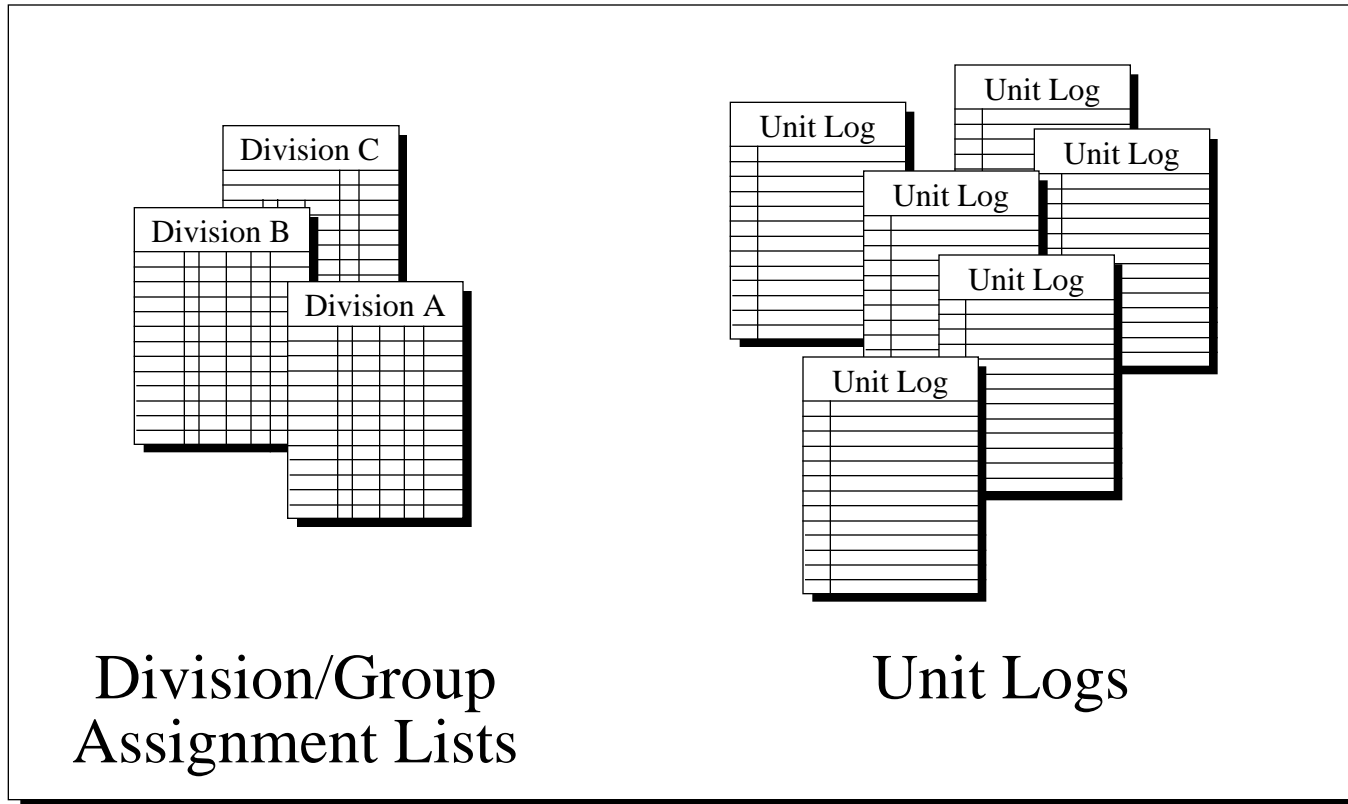 Division C
Division B
Division A
Division/Group
Assignment Lists
Unit Log
Unit Log
Unit Log
Unit Log
Unit Log
Unit Log
Unit Logs